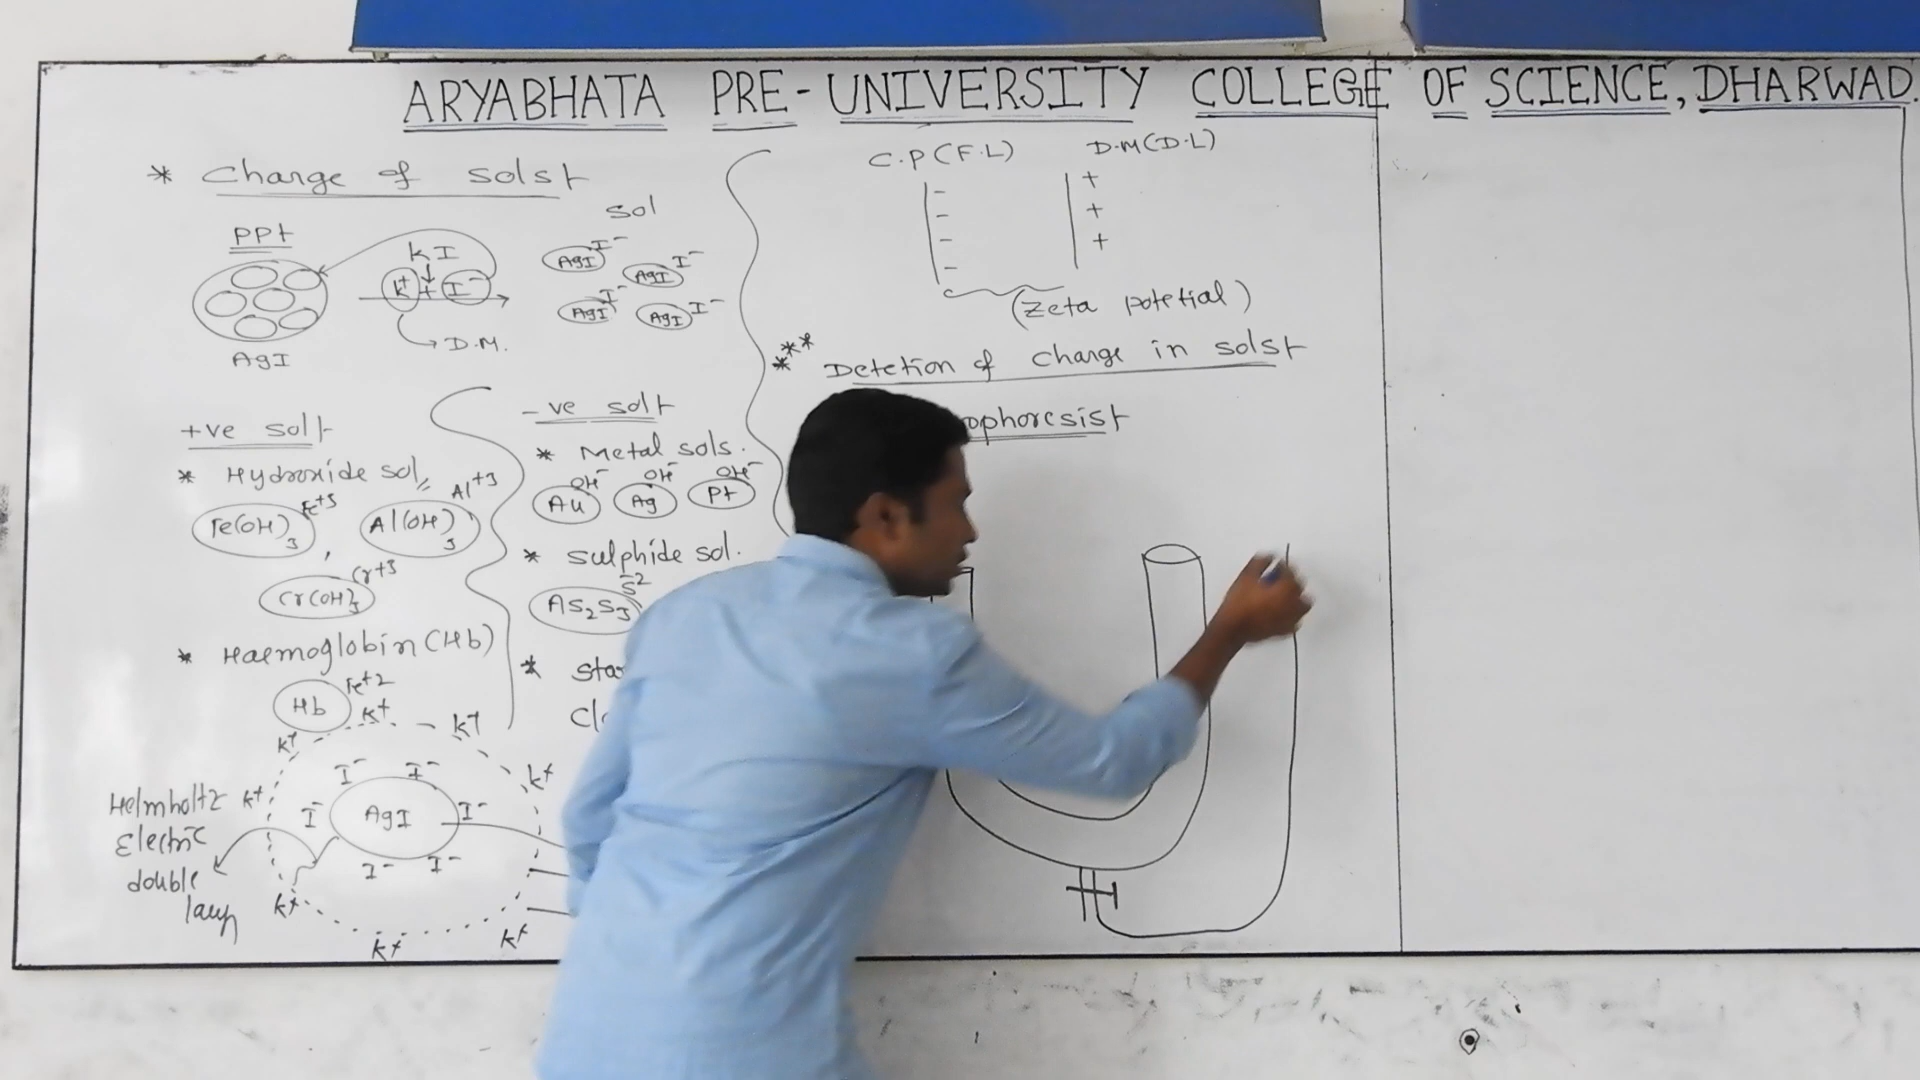 ARYABHATA PRE-UNIVERSITY COLLEGE OF SCIENCE, DHARWAD.
* Charge of solst
PPt
AgI
KI
K+ + I-
D.M.
sol
AgI I-
AgI I-
AgI I-
AgI I-
+ve solt
* Hydroxide sol,
Fe(OH)3 Fe+3
Al(OH)3 Al+3
,
Cr(OH)3 Cr+3
* Haemoglobin (Hb)
Hb Fe+2
-ve solt
* Metal sols.
Au OH-
Ag OH-
Pt OH-
* sulphide sol.
As2S3 S-2
*
AgI
I- I-
I- I-
I- I-
K+ K+
K+ K+
K+
K+ K+ K+
Helmholtz
Electric
double
C.P (F.L)
-
-
-
-
D.M (D.L)
+
+
+
(Zeta potetial)
*** Detetion of charge in solst
ophoresist